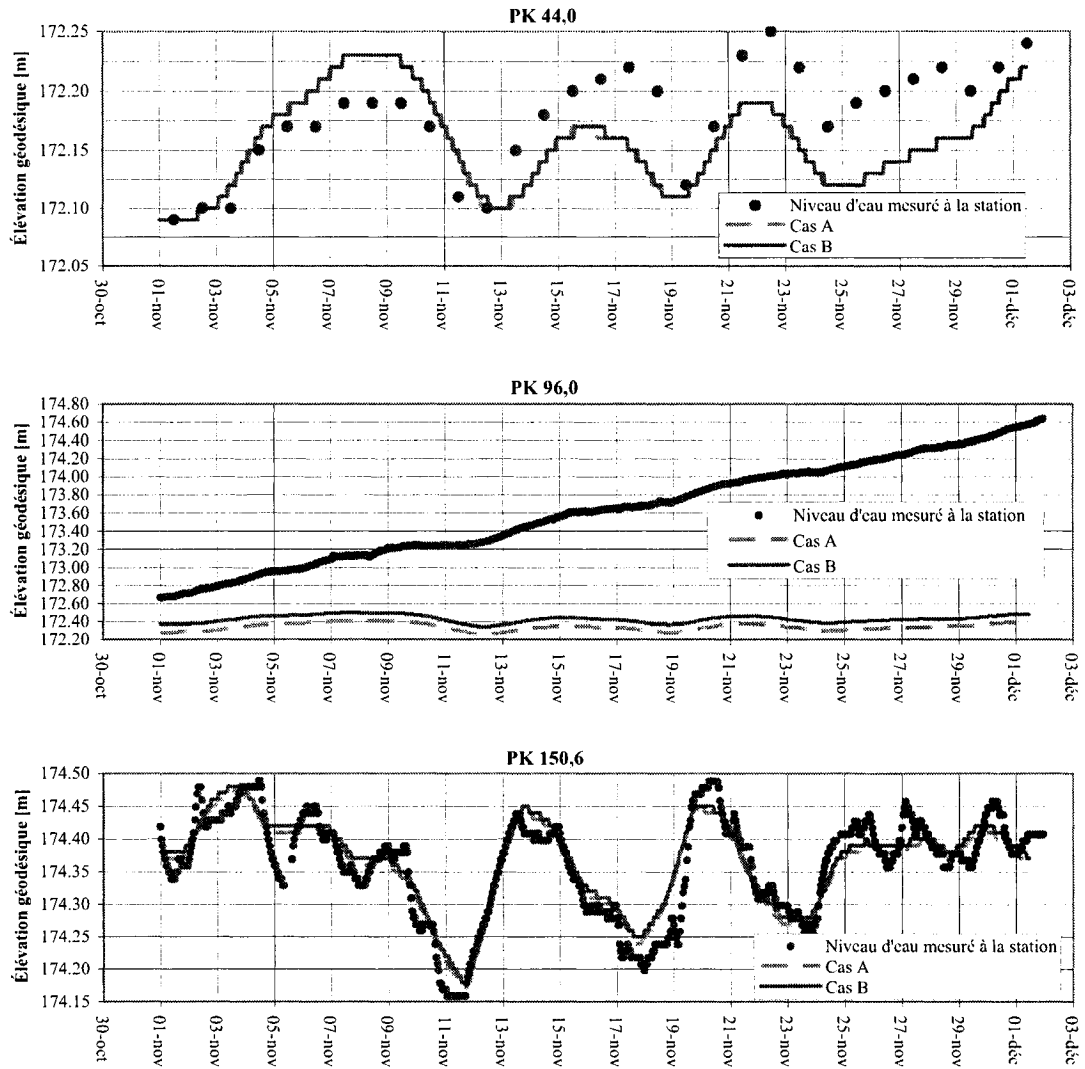 PK 44,0
Élévation géodésique [m]
172.25
172.20
172.15
172.10
172.05
Niveau d'eau mesuré à la station
Cas A
Cas B
30-oct
01-nov
03-nov
05-nov
07-nov
09-nov
11-nov
13-nov
15-nov
17-nov
19-nov
21-nov
23-nov
25-nov
27-nov
29-nov
01-déc
03-déc
PK 96,0
Élévation géodésique [m]
174.80
174.60
174.40
174.20
174.00
173.80
173.60
173.40
173.20
173.00
172.80
172.60
172.40
172.20
Niveau d'eau mesuré à la station
Cas A
Cas B
30-oct
01-nov
03-nov
05-nov
07-nov
09-nov
11-nov
13-nov
15-nov
17-nov
19-nov
21-nov
23-nov
25-nov
27-nov
29-nov
01-déc
03-déc
PK 150,6
Élévation géodésique [m]
174.50
174.45
174.40
174.35
174.30
174.25
174.20
174.15
Niveau d'eau mesuré à la station
Cas A
Cas B
30-oct
01-nov
03-nov
05-nov
07-nov
09-nov
11-nov
13-nov
15-nov
17-nov
19-nov
21-nov
23-nov
25-nov
27-nov
29-nov
01-déc
03-déc